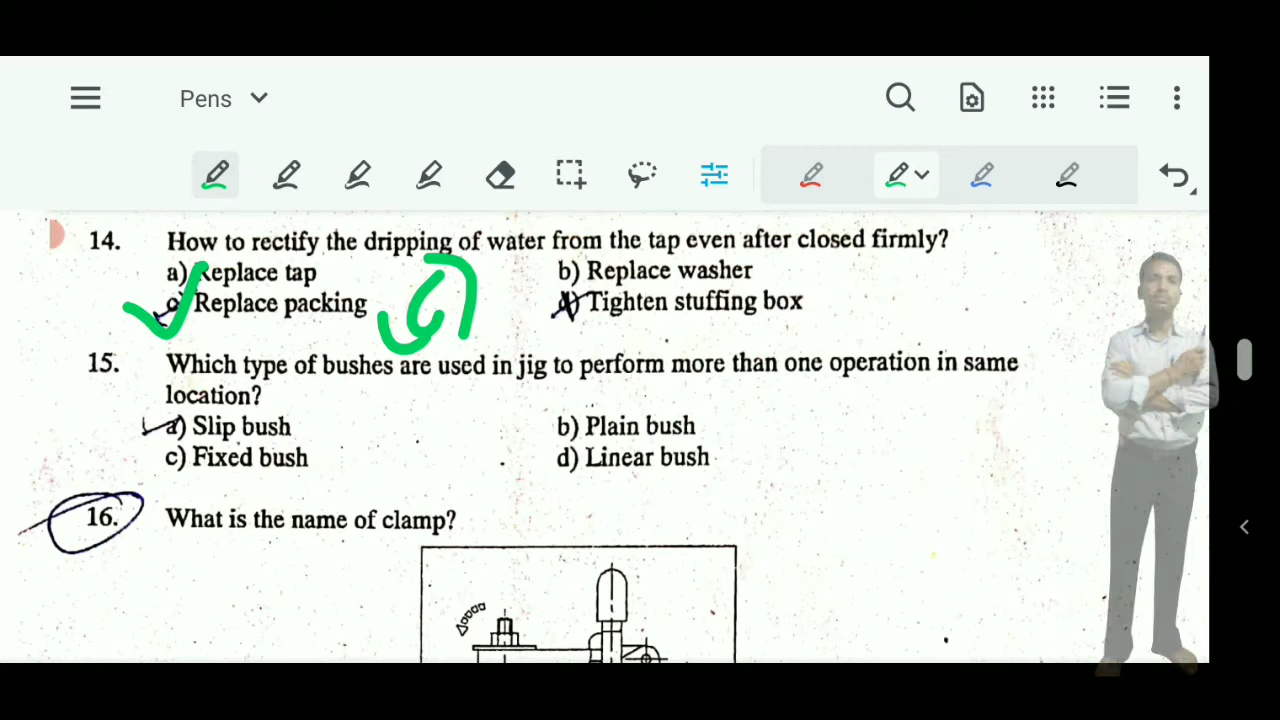 Pens
14. How to rectify the dripping of water from the tap even after closed firmly?
a) Replace tap b) Replace washer
c) Replace packing d) Tighten stuffing box
15. Which type of bushes are used in jig to perform more than one operation in same
location?
a) Slip bush b) Plain bush
c) Fixed bush d) Linear bush
16. What is the name of clamp?